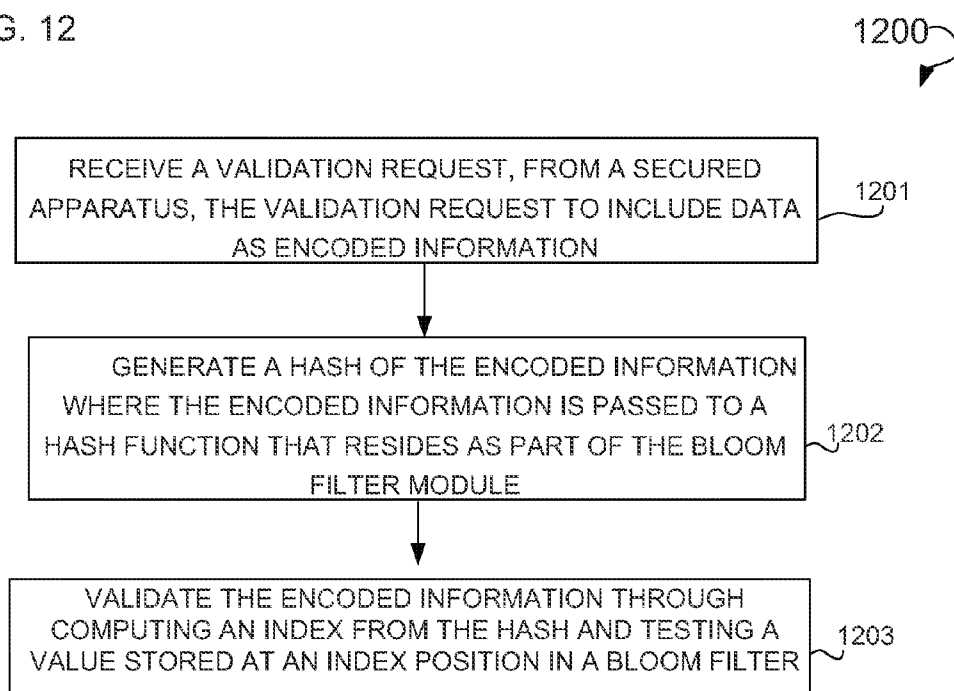 G. 12
1200
RECEIVE A VALIDATION REQUEST, FROM A SECURED
APPARATUS, THE VALIDATION REQUEST TO INCLUDE DATA
AS ENCODED INFORMATION
1201
GENERATE A HASH OF THE ENCODED INFORMATION
WHERE THE ENCODED INFORMATION IS PASSED TO A
HASH FUNCTION THAT RESIDES AS PART OF THE BLOOM
FILTER MODULE
1202
VALIDATE THE ENCODED INFORMATION THROUGH
COMPUTING AN INDEX FROM THE HASH AND TESTING A
VALUE STORED AT AN INDEX POSITION IN A BLOOM FILTER
1203